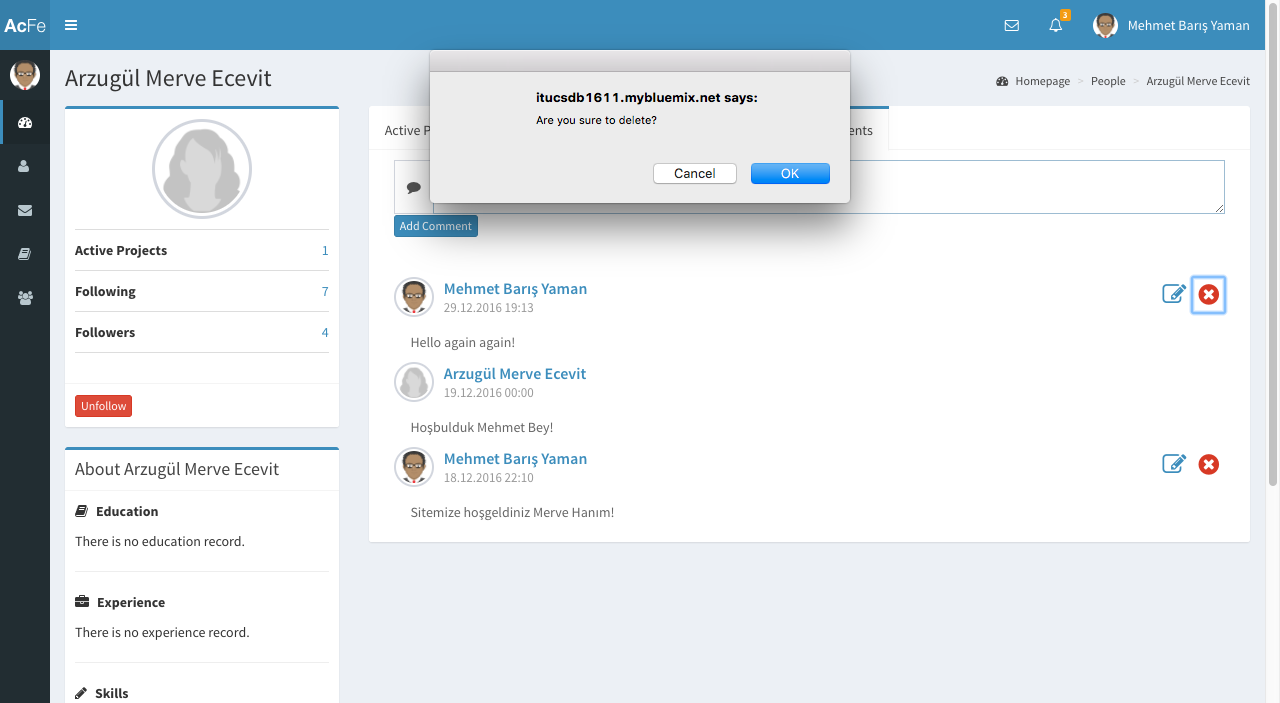 AcFe
3
Mehmet Barış Yaman
Arzugül Merve Ecevit
Homepage > People > Arzugül Merve Ecevit
itucsdb1611.mybluemix.net says:
Are you sure to delete?
Cancel
OK
Active Projects 1
Following 7
Followers 4
Unfollow
About Arzugül Merve Ecevit
Education
There is no education record.
Experience
There is no experience record.
Skills
Active P
ents
Add Comment
Mehmet Barış Yaman
29.12.2016 19:13
Hello again again!
Arzugül Merve Ecevit
19.12.2016 00:00
Hoşbulduk Mehmet Bey!
Mehmet Barış Yaman
18.12.2016 22:10
Sitemize hoşgeldiniz Merve Hanım!